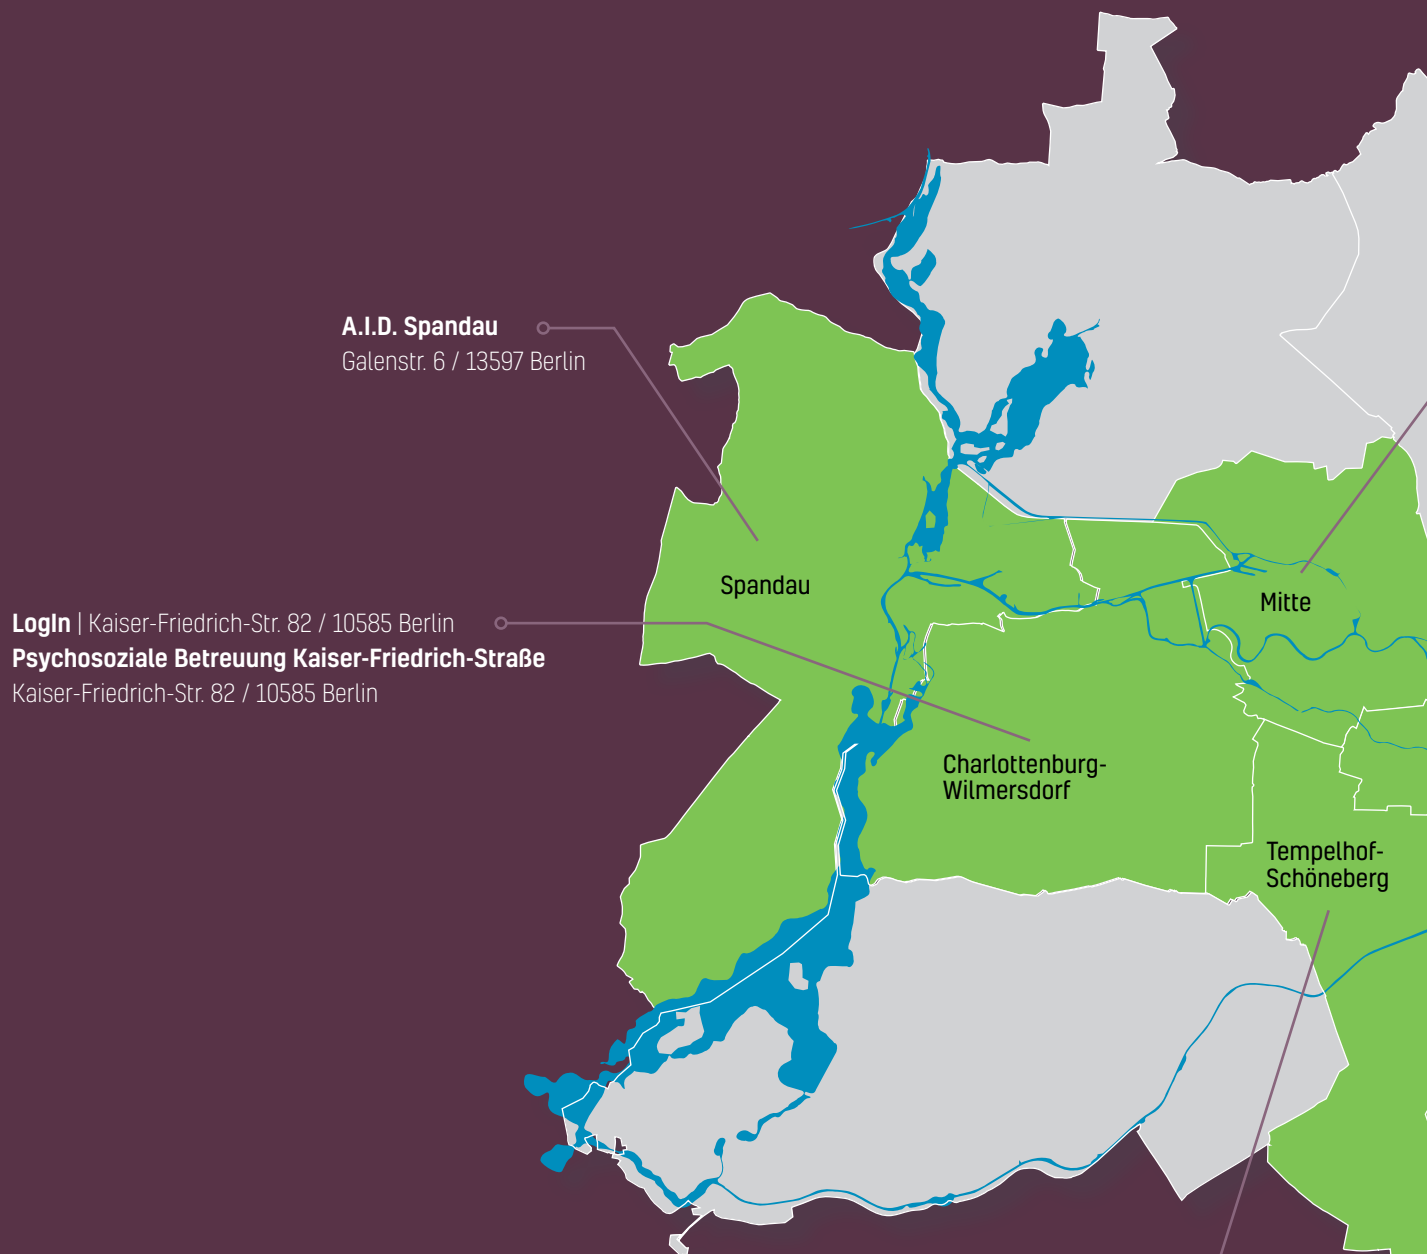 A.I.D. Spandau
Galenstr. 6 / 13597 Berlin
Spandau
Mitte
LogIn | Kaiser-Friedrich-Str. 82 / 10585 Berlin
Psychosoziale Betreuung Kaiser-Friedrich-Straße
Kaiser-Friedrich-Str. 82 / 10585 Berlin
Charlottenburg-
Wilmersdorf
Tempelhof-
Schöneberg